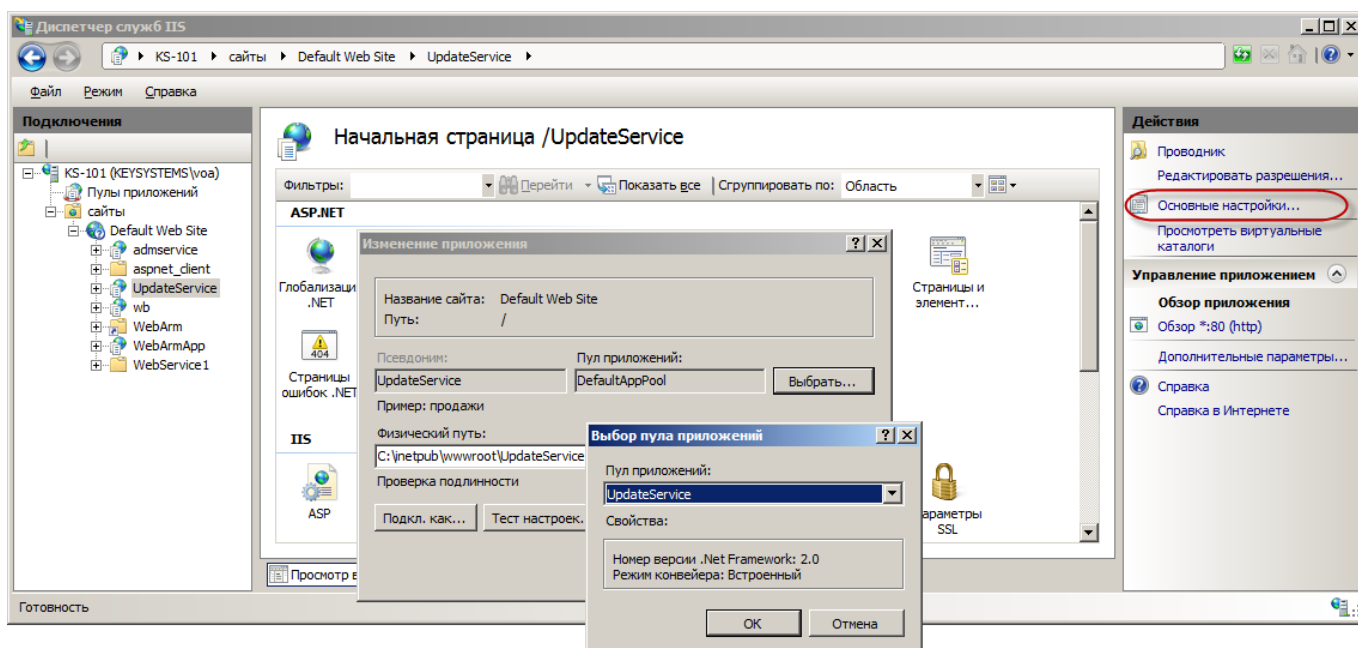 Диспетчер служб IIS
KS-101 сайты Default Web Site UpdateService
Файл Режим Справка
Подключения
KS-101 (KEYSYSTEMS\voa)
Пулы приложений
сайты
Default Web Site
admservice
aspnet_client
UpdateService
wb
WebArm
WebArmApp
WebService1
Начальная страница /UpdateService
Фильтры: Перейти Показать все Сгруппировать по: Область
ASP.NET
Глобализаци
.NET
Страницы и
элемент...
404
Страницы
ошибок .NET
IIS
ASP
араметры
SSL
Просмотр в
Изменение приложения
Название сайта: Default Web Site
Путь: /
Псевдоним: Пул приложений:
UpdateService DefaultAppPool Выбрать...
Пример: продажи
Физический путь:
C:\inetpub\wwwroot\UpdateService
Проверка подлинности
Подкл. как... Тест настроек.
Выбор пула приложений
Пул приложений:
UpdateService
Свойства:
Номер версии .Net Framework: 2.0
Режим конвейера: Встроенный
OK Отмена
Действия
Проводник
Редактировать разрешения...
Основные настройки...
Просмотреть виртуальные
каталоги
Управление приложением
Обзор приложения
Обзор *:80 (http)
Дополнительные параметры...
Справка
Справка в Интернете
Готовность